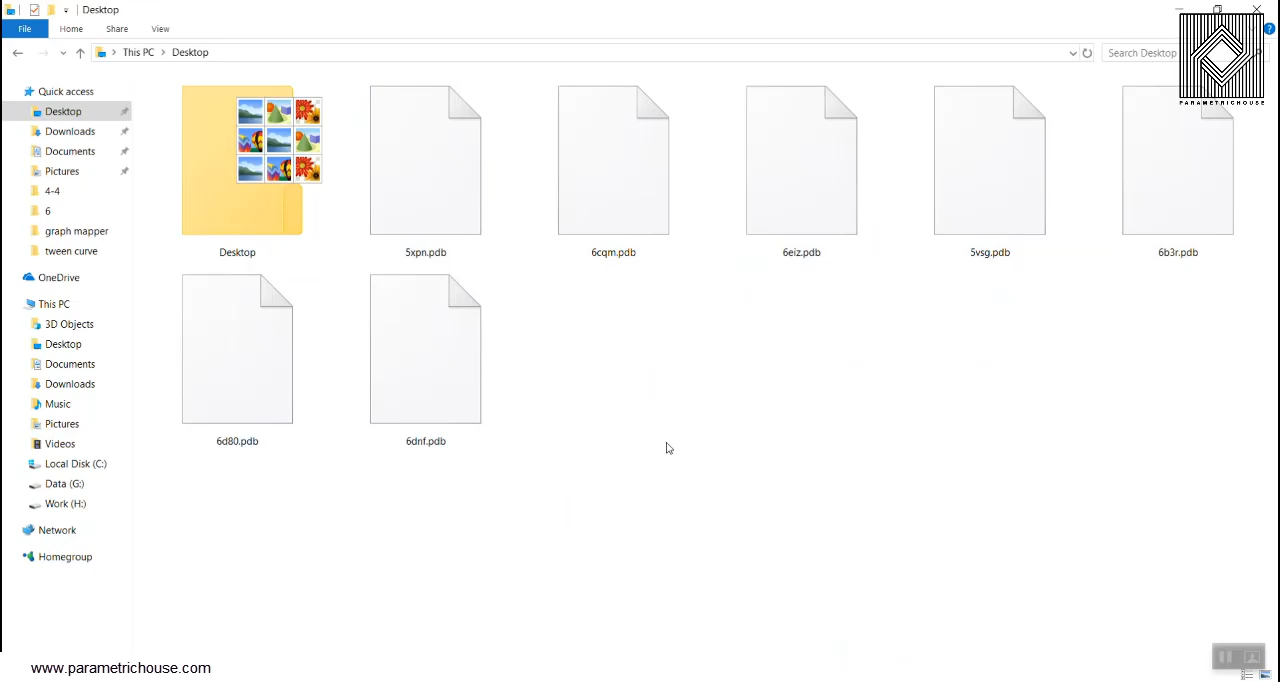 Desktop
File Home Share View
This PC Desktop
Search Desktop
PARAMETRICHOUSE
Quick access
Desktop
Downloads
Documents
Pictures
4-4
6
graph mapper
tween curve
OneDrive
This PC
3D Objects
Desktop
Documents
Downloads
Music
Pictures
Videos
Local Disk (C:)
Data (G:)
Work (H:)
Network
Homegroup
Desktop 5xpn.pdb 6cqm.pdb 6eiz.pdb 5vsg.pdb 6b3r.pdb
6d80.pdb 6dnf.pdb
www.parametrichouse.com